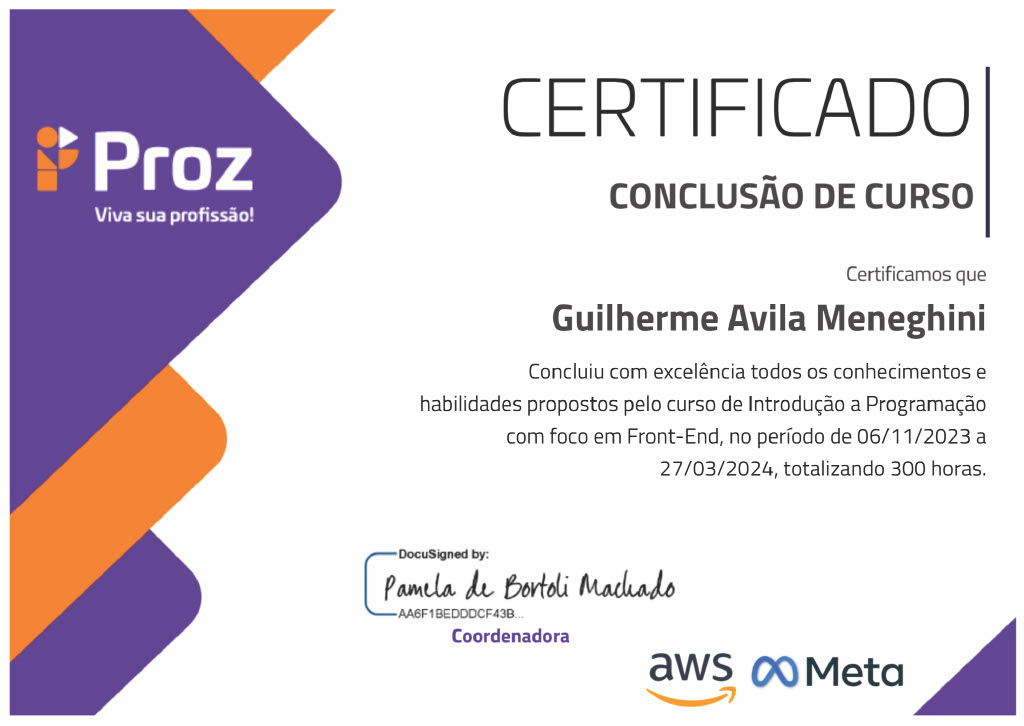 Proz
Viva sua profissão!
CERTIFICADO
CONCLUSÃO DE CURSO
Certificamos que
Guilherme Avila Meneghini
Concluiu com excelência todos os conhecimentos e
habilidades propostos pelo curso de Introdução a Programação
com foco em Front-End, no período de 06/11/2023 a
27/03/2024, totalizando 300 horas.
DocuSigned by:
Pamela de Bortoli Machado
AA6F1BEDDDCF43B...
Coordenadora
aws
Meta